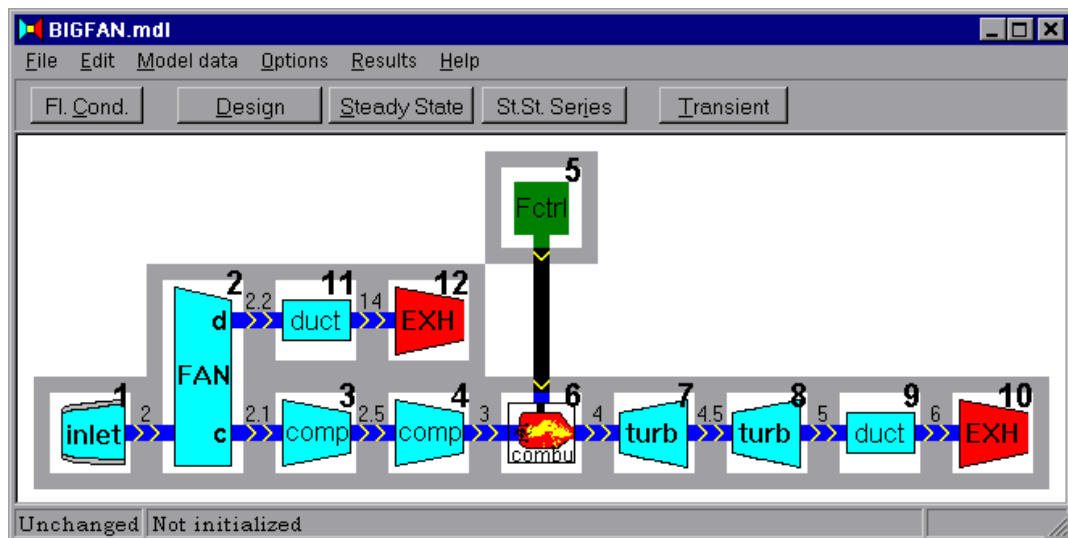 BIGFAN.mdl
File Edit Model data Options Results Help
Fl. Cond. Design Steady State St.St. Series Transient
5
Fctrl
2 11 12
2.2 14
d duct EXH
FAN
1 3 4 6 7 8 9 10
2 2.1 2.5 3 4 4.5 5 6
inlet c comp comp turb turb duct EXH
combu
Unchanged Not initialized